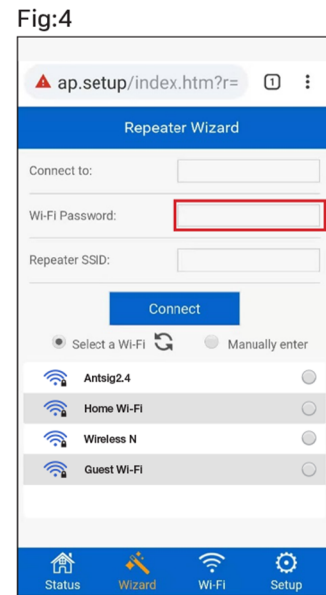 Fig:4
ap.setup/index.htm?r= 1
Repeater Wizard
Connect to:
Wi-Fi Password:
Repeater SSID:
Connect
Select a Wi-Fi Manually enter
Antsig2.4
Home Wi-Fi
Wireless N
Guest Wi-Fi
Status Wizard Wi-Fi Setup